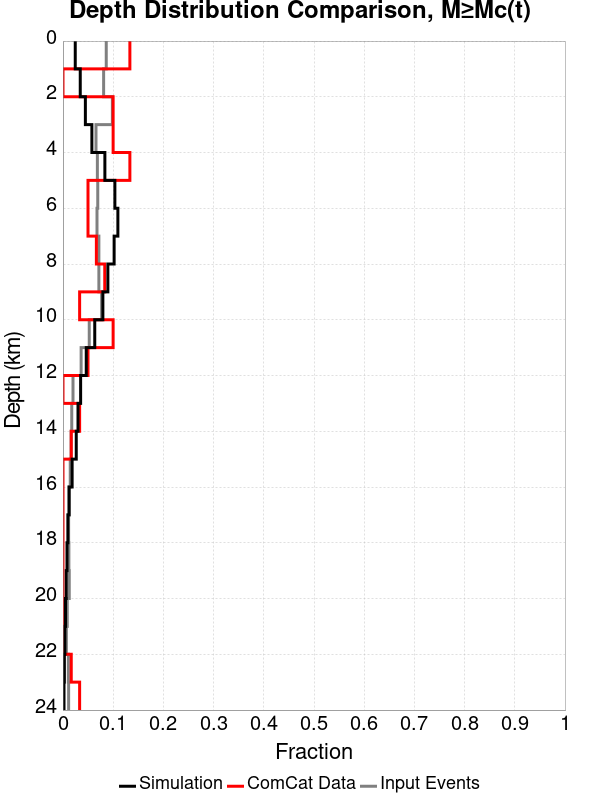 Depth Distribution Comparison, M≥Mc(t)
0
2
4
6
8
10
12
14
16
18
20
22
24
Depth (km)
0 0.1 0.2 0.3 0.4 0.5 0.6 0.7 0.8 0.9 1
Fraction
Simulation ComCat Data Input Events